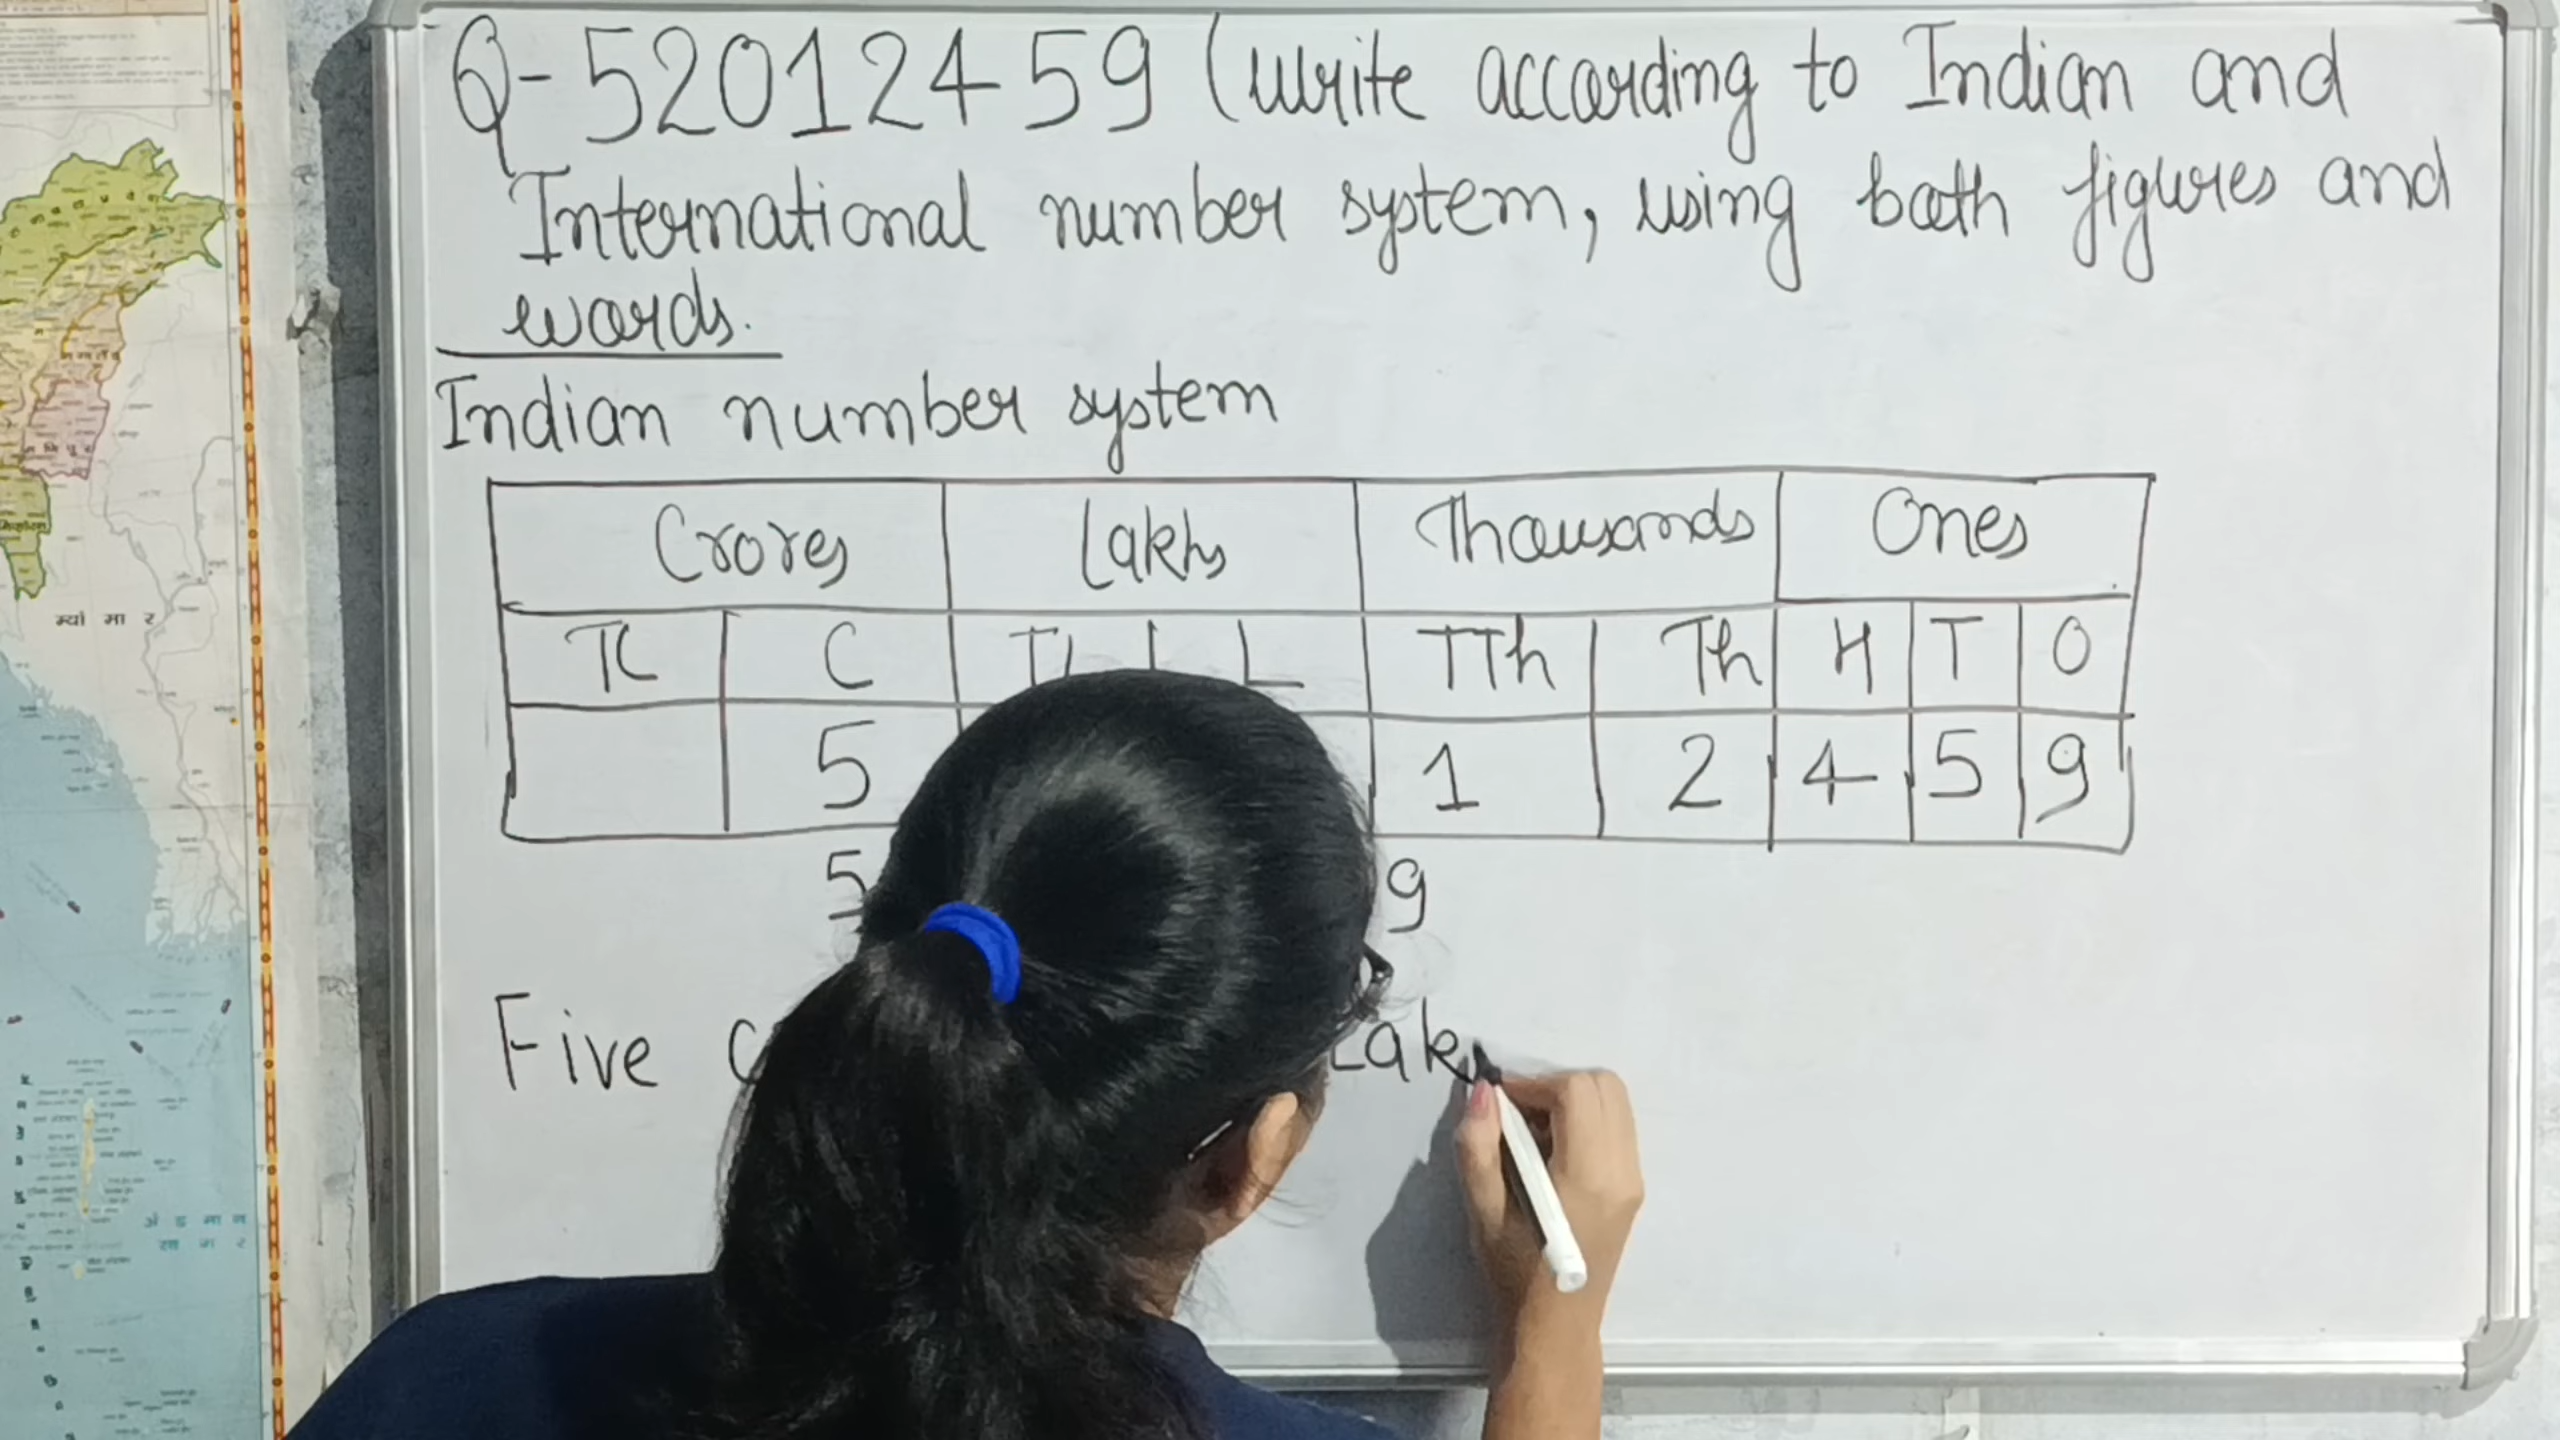 Q-52012459 (write according to Indian and
International number system, using both figures and
words.
Indian number system
Crores Lakhs Thousands Ones
TC C TL L TTh Th H T O
5 1 2 4 5 9
5 9
Five Lak
म्यां मा र